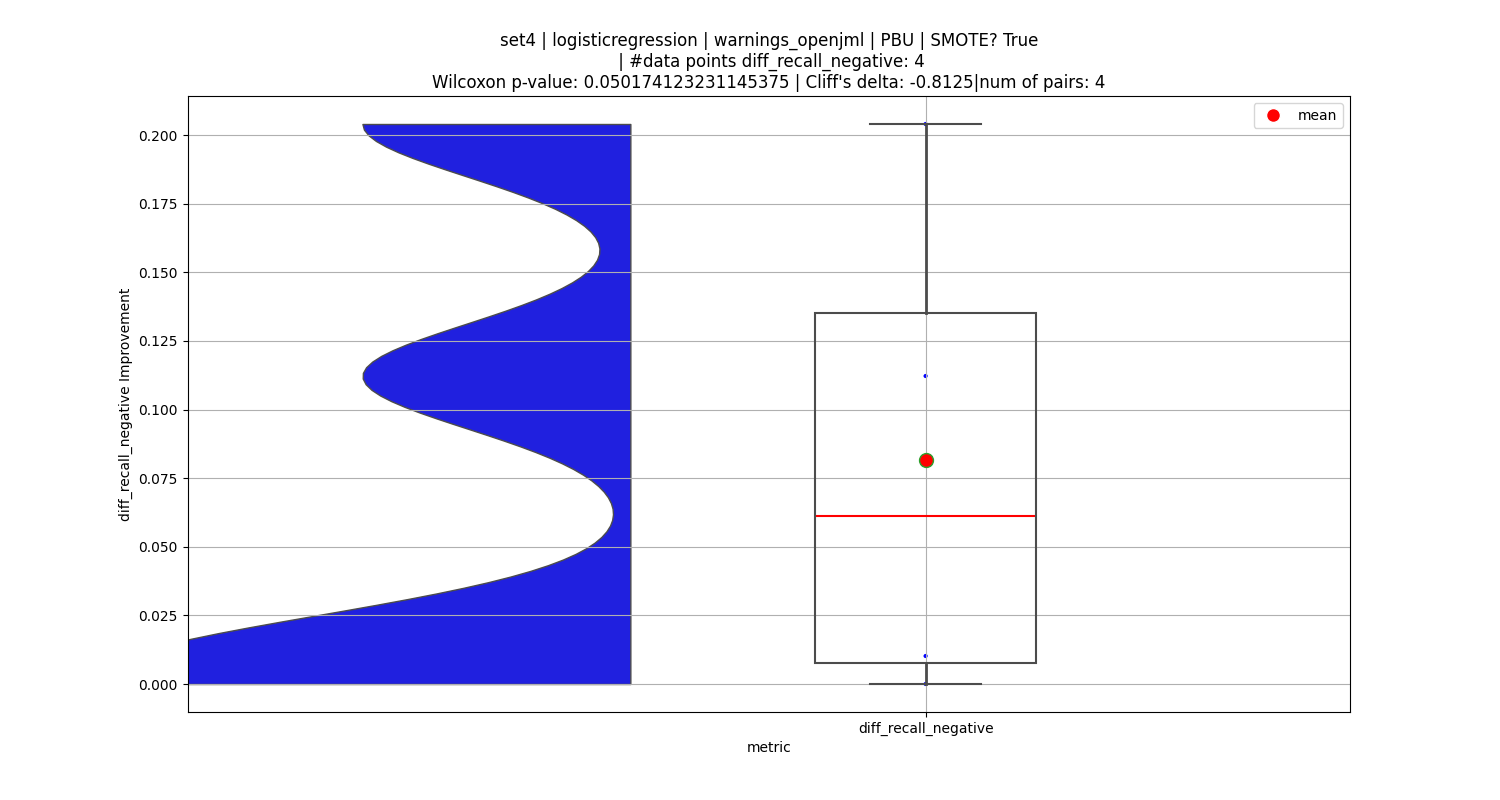 set4 | logisticregression | warnings_openjml | PBU | SMOTE? True
| #data points diff_recall_negative: 4
Wilcoxon p-value: 0.050174123231145375 | Cliff's delta: -0.8125|num of pairs: 4
mean
0.200
0.175
0.150
0.125
0.100
0.075
0.050
0.025
0.000
diff_recall_negative Improvement
diff_recall_negative
metric